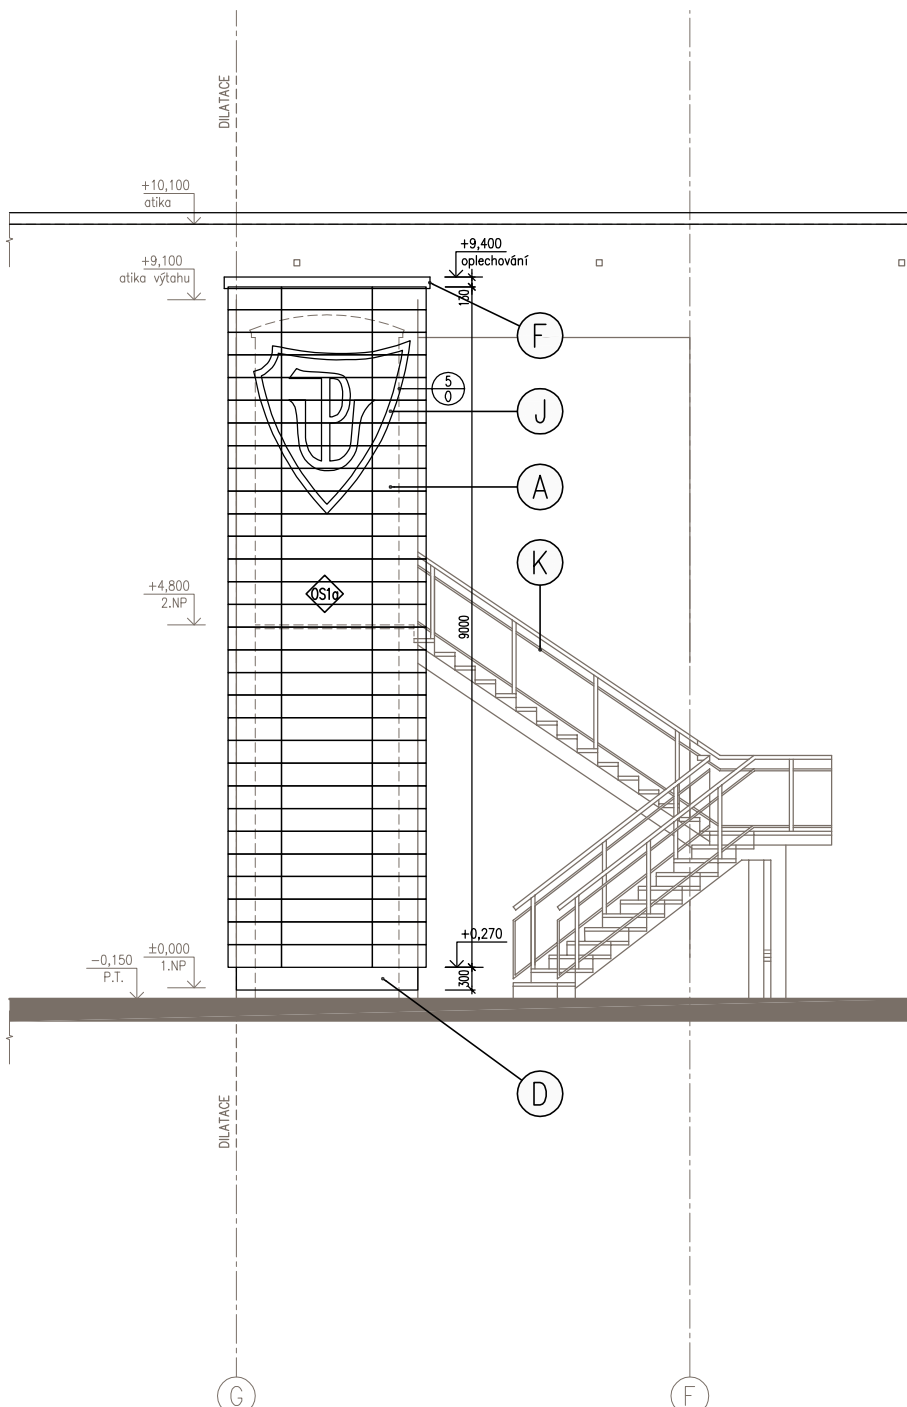 DILATACE
+10,100
atika
+9,400
oplechování
+9,100
atika výtahu
130
F
5
0
J
A
K
+4,800
2.NP
OS1a
9000
+0,270
±0,000
1.NP
-0,150
P.T.
300
D
DILATACE
G
F